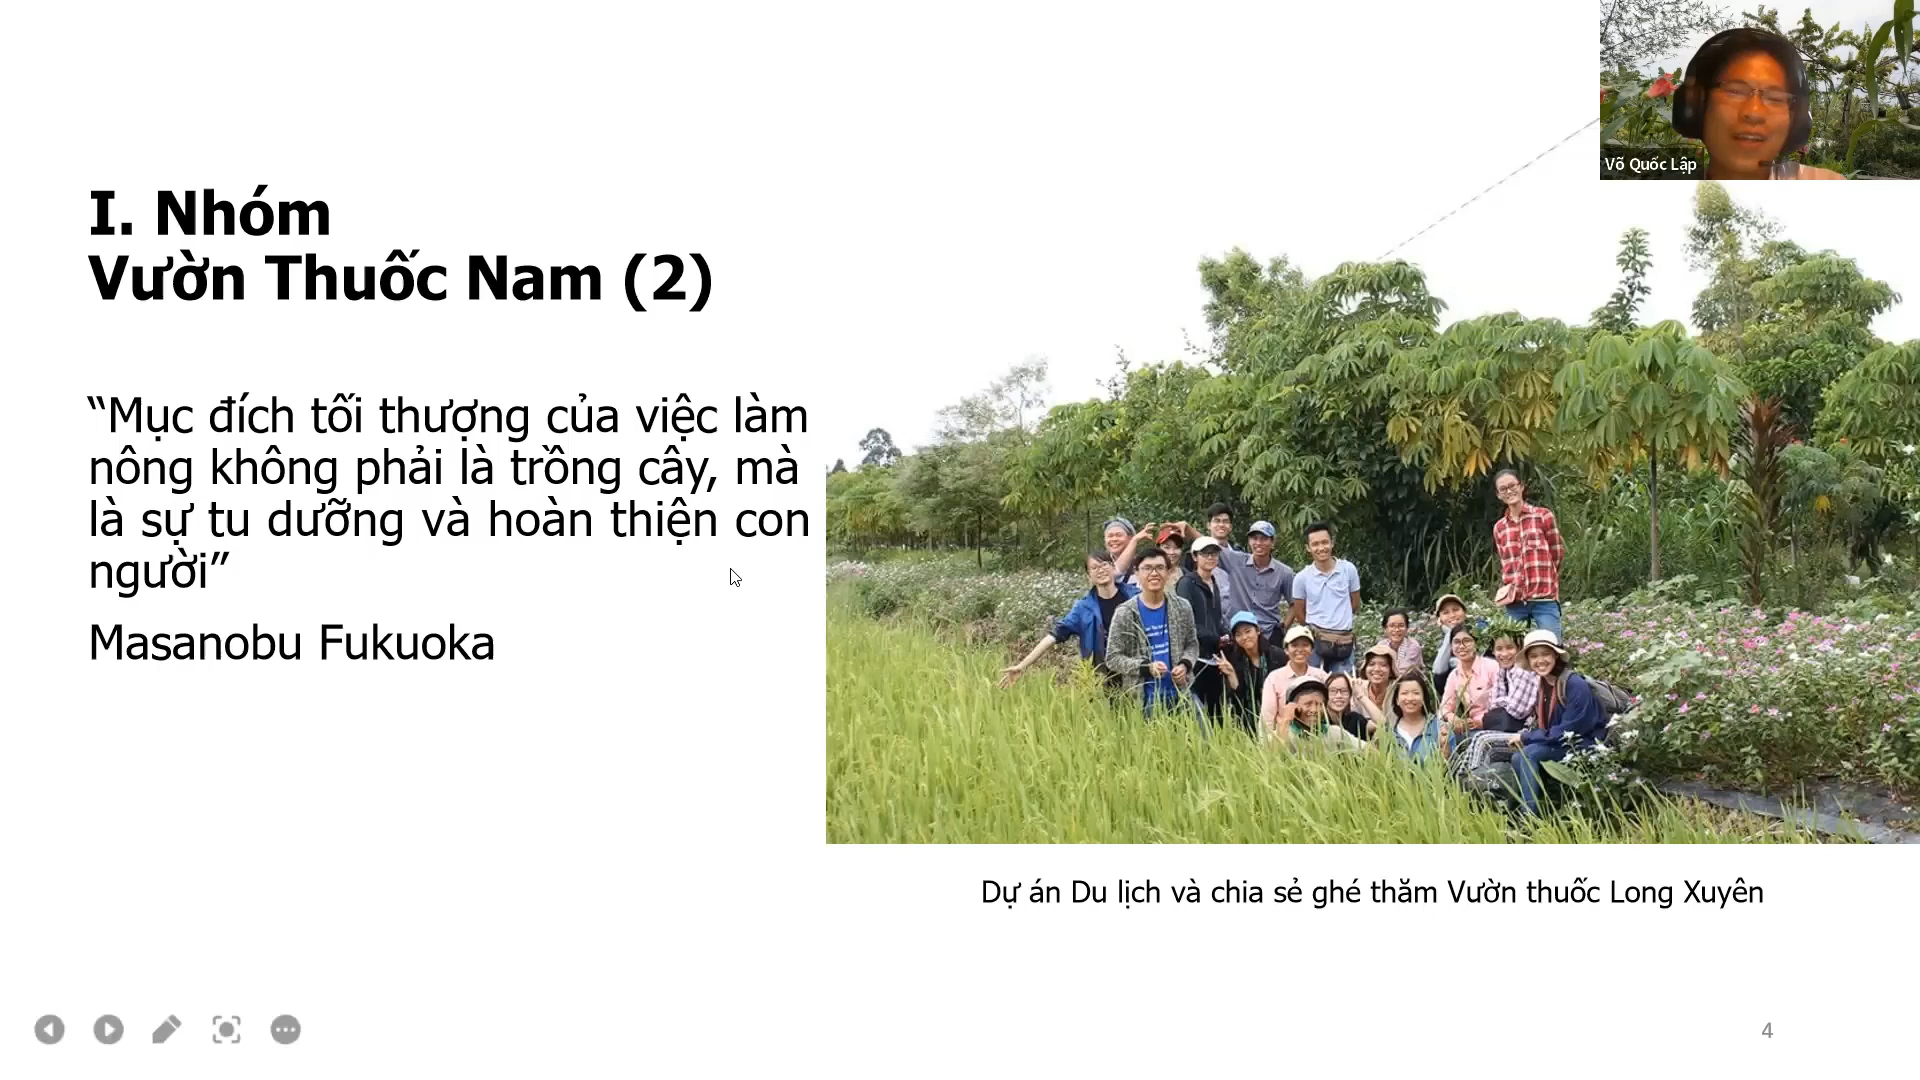 Võ Quốc Lập
I. Nhóm
Vườn Thuốc Nam (2)
“Mục đích tối thượng của việc làm
nông không phải là trồng cây, mà
là sự tu dưỡng và hoàn thiện con
người”
Masanobu Fukuoka
Dự án Du lịch và chia sẻ ghé thăm Vườn thuốc Long Xuyên
4